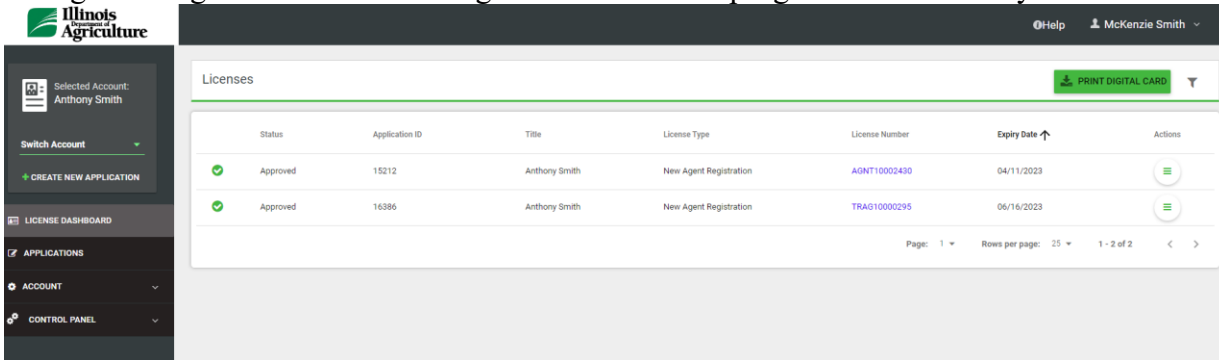 Illinois
Department of
Agriculture
Help McKenzie Smith
Selected Account:
Anthony Smith
Switch Account
+ CREATE NEW APPLICATION
LICENSE DASHBOARD
APPLICATIONS
ACCOUNT
CONTROL PANEL
Licenses PRINT DIGITAL CARD
Status Application ID Title License Type License Number Expiry Date Actions
Approved 15212 Anthony Smith New Agent Registration AGNT10002430 04/11/2023
Approved 16386 Anthony Smith New Agent Registration TRAG10000295 06/16/2023
Page: 1 Rows per page: 25 1 - 2 of 2 < >